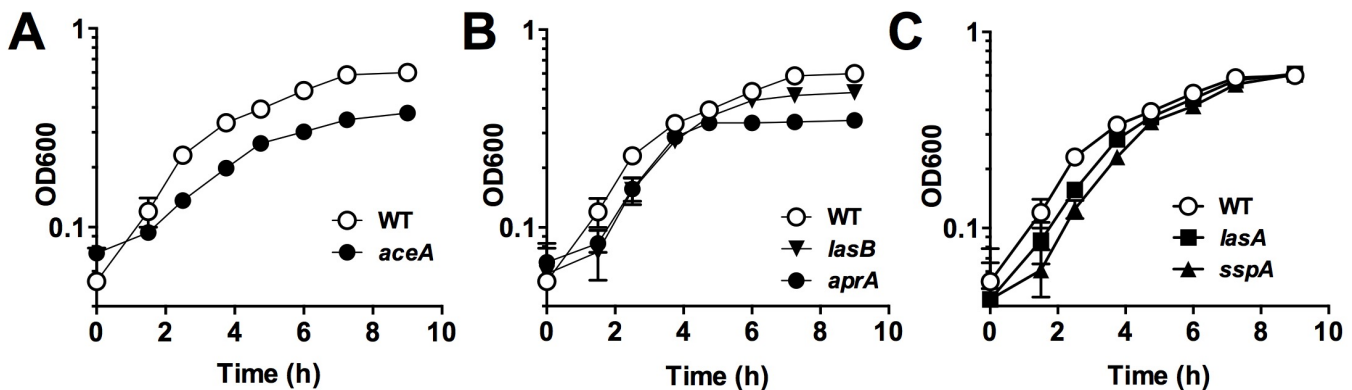 A
1
0.1
OD600
WT
aceA
0 2 4 6 8 10
Time (h)
B
1
0.1
OD600
WT
lasB
aprA
0 2 4 6 8 10
Time (h)
C
1
0.1
OD600
WT
lasA
sspA
0 2 4 6 8 10
Time (h)